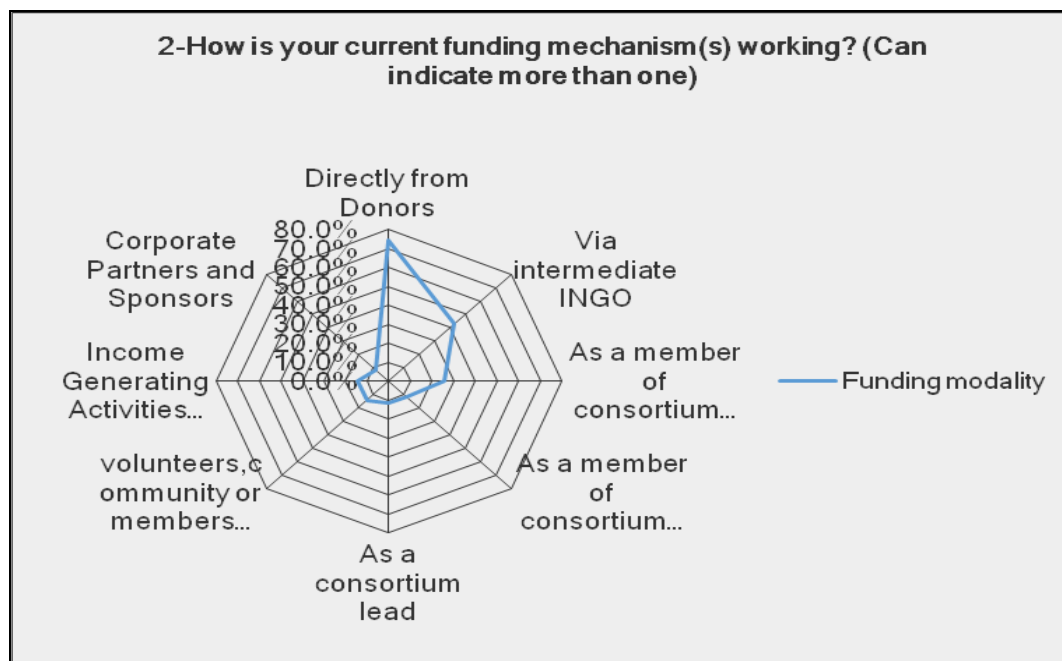 2-How is your current funding mechanism(s) working? (Can
indicate more than one)
Directly from
Donors
Via
intermediate
INGO
As a member
of
consortium...
As a member
of
consortium...
As a
consortium
lead
volunteers,c
ommunity or
members...
Income
Generating
Activities...
Corporate
Partners and
Sponsors
80.0%
70.0%
60.0%
50.0%
40.0%
30.0%
20.0%
10.0%
0.0%
Funding modality